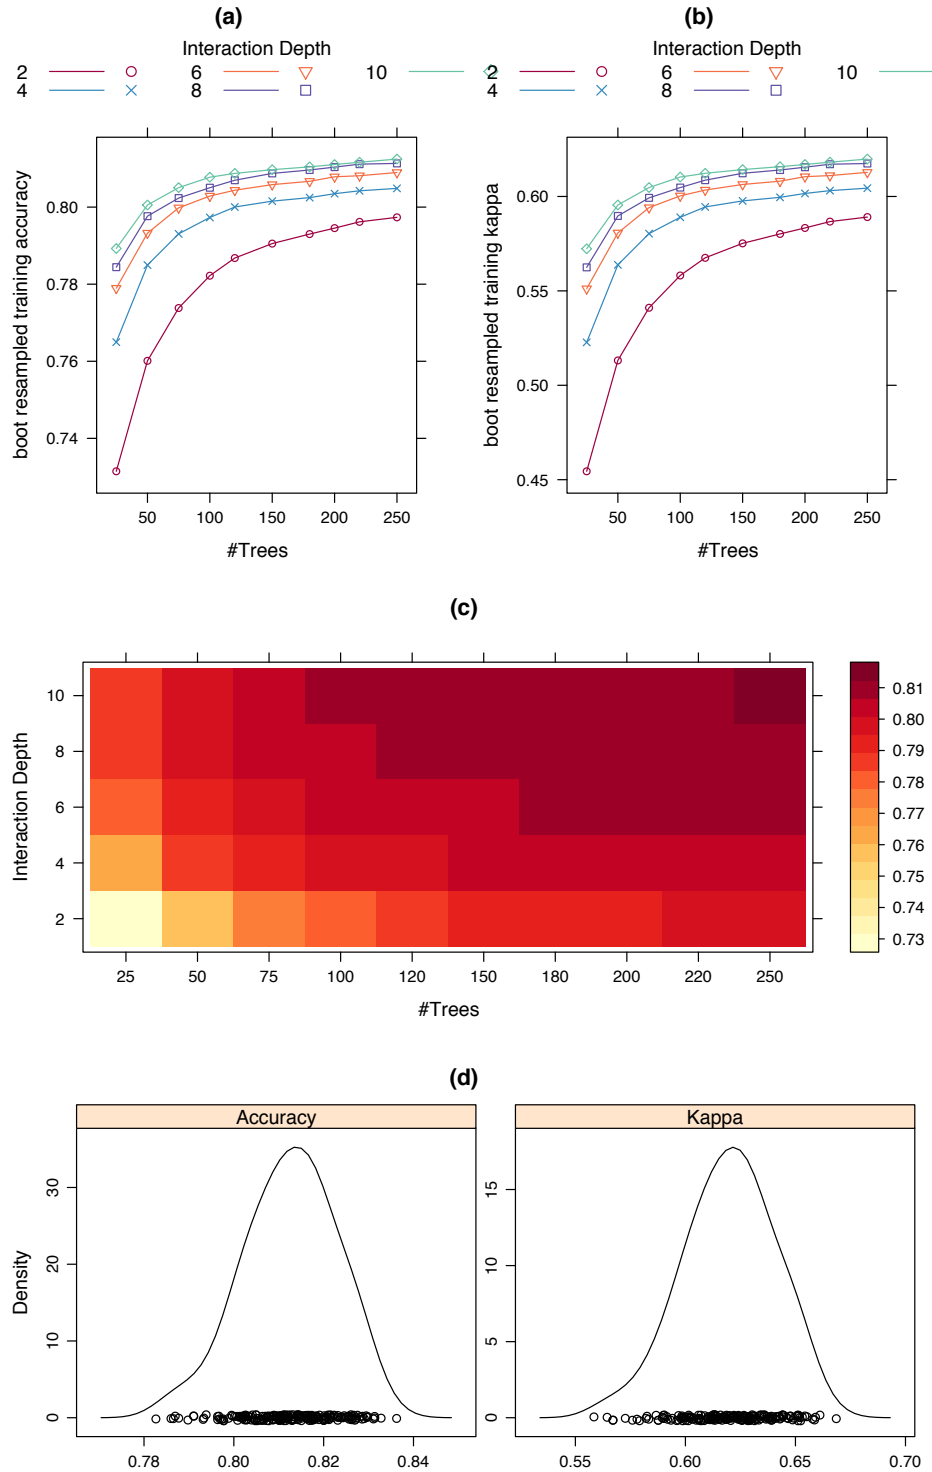 (a)
Interaction Depth
2 6 10
4 8
boot resampled training accuracy
0.80
0.78
0.76
0.74
50 100 150 200 250
#Trees
(b)
Interaction Depth
2 6 10
4 8
boot resampled training kappa
0.60
0.55
0.50
0.45
50 100 150 200 250
#Trees
(c)
Interaction Depth
10
8
6
4
2
25 50 75 100 120 150 180 200 220 250
#Trees
0.81
0.80
0.79
0.78
0.77
0.76
0.75
0.74
0.73
(d)
Accuracy
Density
30
20
10
0
0.78 0.80 0.82 0.84
Kappa
15
10
5
0
0.55 0.60 0.65 0.70